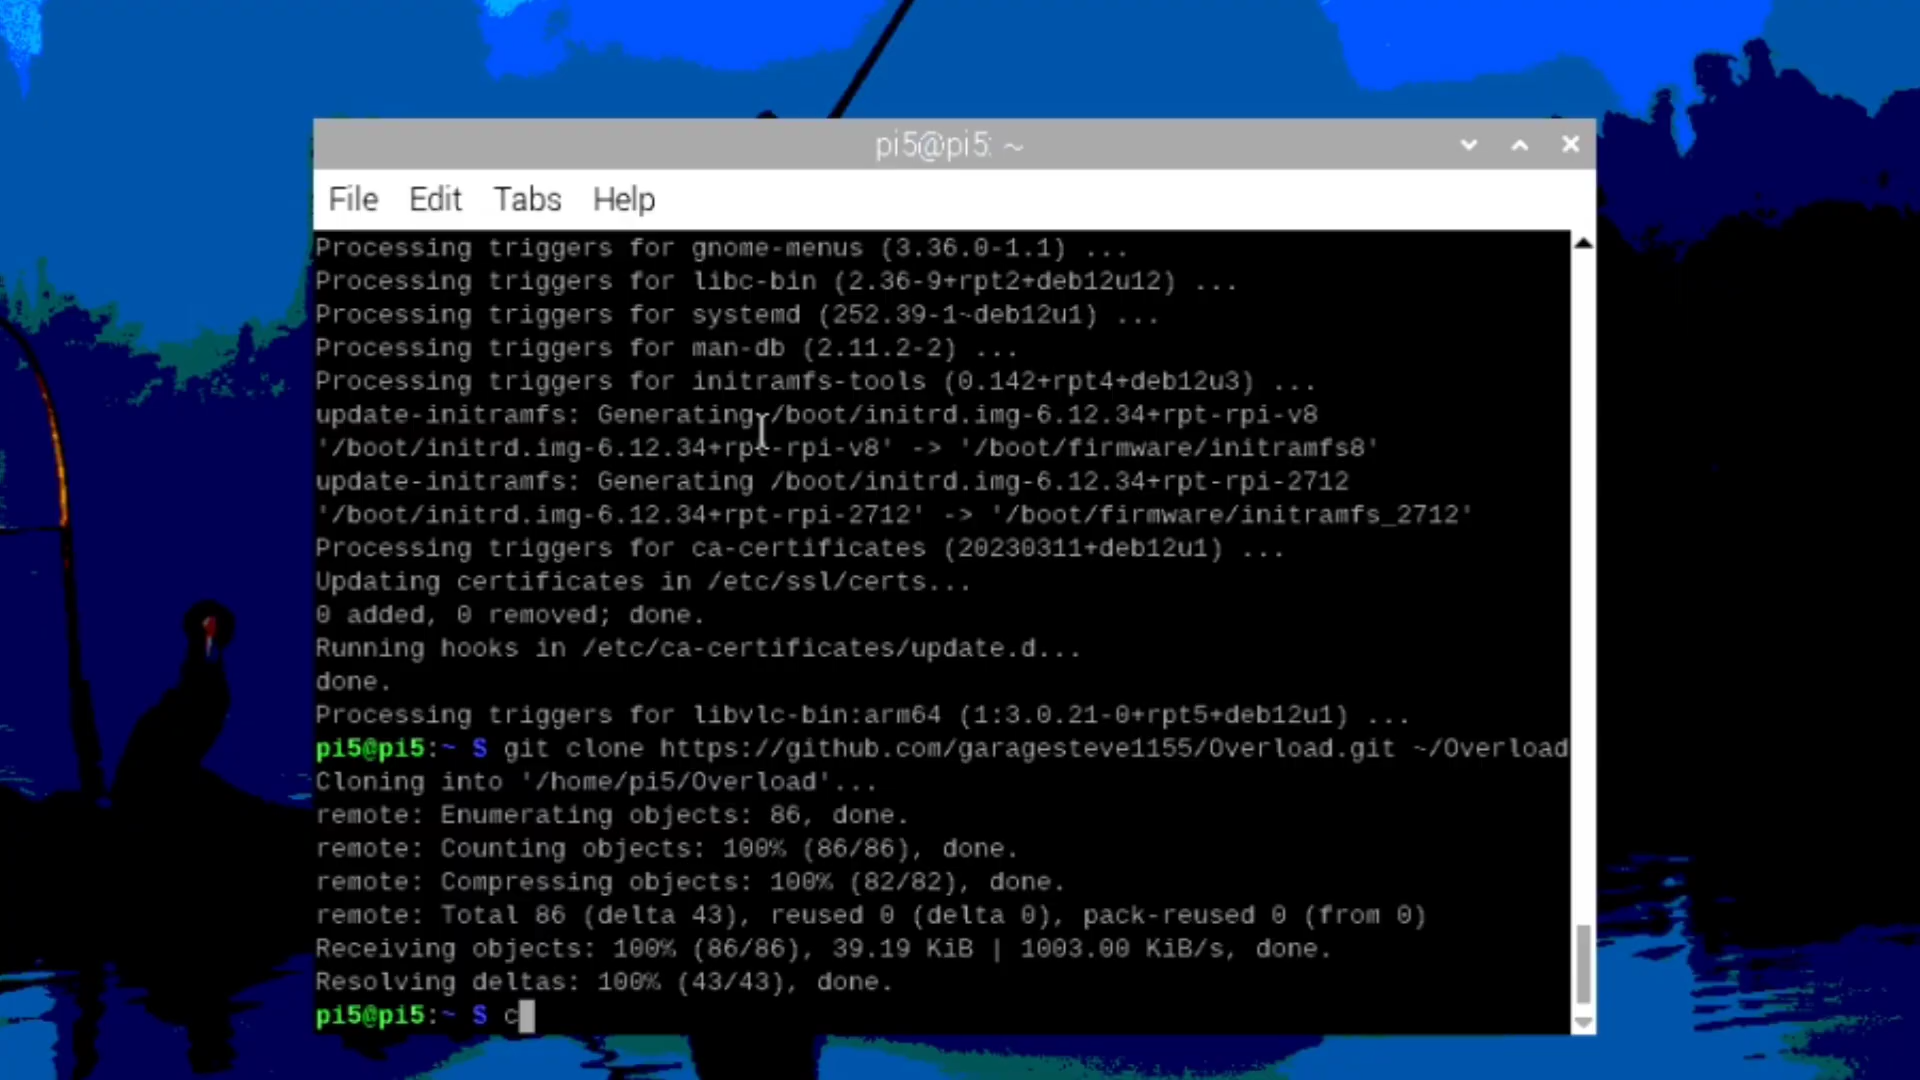 pi5@pi5: ~
File Edit Tabs Help
Processing triggers for gnome-menus (3.36.0-1.1) ...
Processing triggers for libc-bin (2.36-9+rpt2+deb12u12) ...
Processing triggers for systemd (252.39-1~deb12u1) ...
Processing triggers for man-db (2.11.2-2) ...
Processing triggers for initramfs-tools (0.142+rpt4+deb12u3) ...
update-initramfs: Generating /boot/initrd.img-6.12.34+rpt-rpi-v8
'/boot/initrd.img-6.12.34+rpt-rpi-v8' -> '/boot/firmware/initramfs8'
update-initramfs: Generating /boot/initrd.img-6.12.34+rpt-rpi-2712
'/boot/initrd.img-6.12.34+rpt-rpi-2712' -> '/boot/firmware/initramfs_2712'
Processing triggers for ca-certificates (20230311+deb12u1) ...
Updating certificates in /etc/ssl/certs...
0 added, 0 removed; done.
Running hooks in /etc/ca-certificates/update.d...
done.
Processing triggers for libvlc-bin:arm64 (1:3.0.21-0+rpt5+deb12u1) ...
pi5@pi5:~ $ git clone https://github.com/garagesteve1155/Overload.git ~/Overload
Cloning into '/home/pi5/Overload'...
remote: Enumerating objects: 86, done.
remote: Counting objects: 100% (86/86), done.
remote: Compressing objects: 100% (82/82), done.
remote: Total 86 (delta 43), reused 0 (delta 0), pack-reused 0 (from 0)
Receiving objects: 100% (86/86), 39.19 KiB | 1003.00 KiB/s, done.
Resolving deltas: 100% (43/43), done.
pi5@pi5:~ $ c